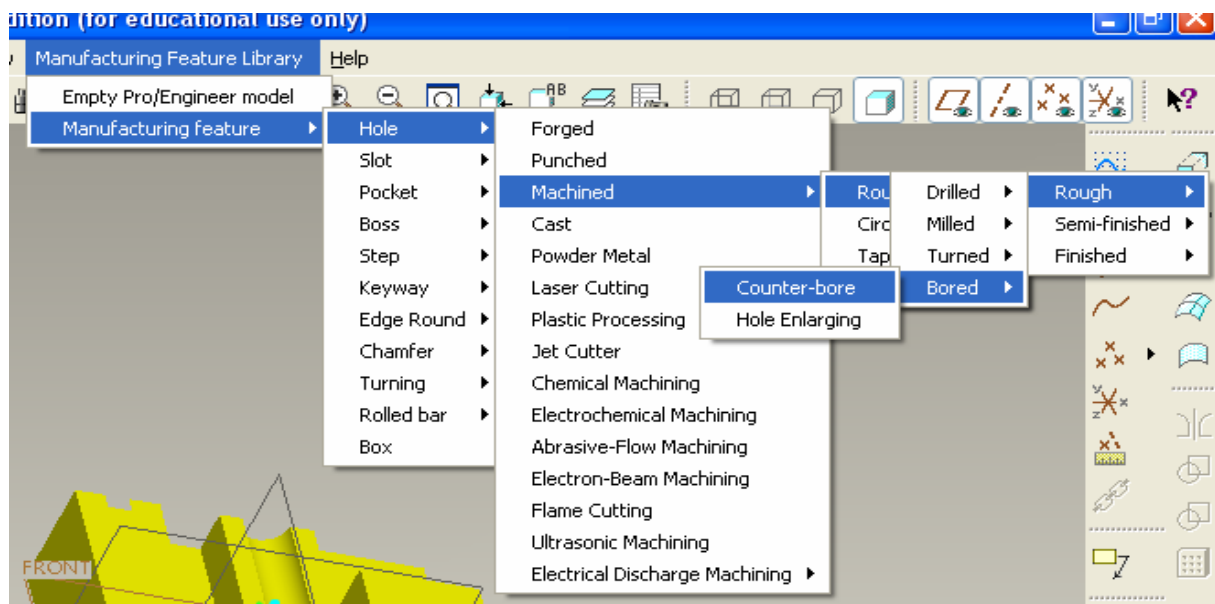 dition (for educational use only)
Manufacturing Feature Library Help
Empty Pro/Engineer model
Manufacturing feature
Hole
Slot
Pocket
Boss
Step
Keyway
Edge Round
Chamfer
Turning
Rolled bar
Box
Forged
Punched
Machined
Cast
Powder Metal
Laser Cutting
Plastic Processing
Jet Cutter
Chemical Machining
Electrochemical Machining
Abrasive-Flow Machining
Electron-Beam Machining
Flame Cutting
Ultrasonic Machining
Electrical Discharge Machining
Rou
Circ
Tap
Drilled
Milled
Turned
Bored
Rough
Semi-finished
Finished
Counter-bore
Hole Enlarging
AB
FRONT